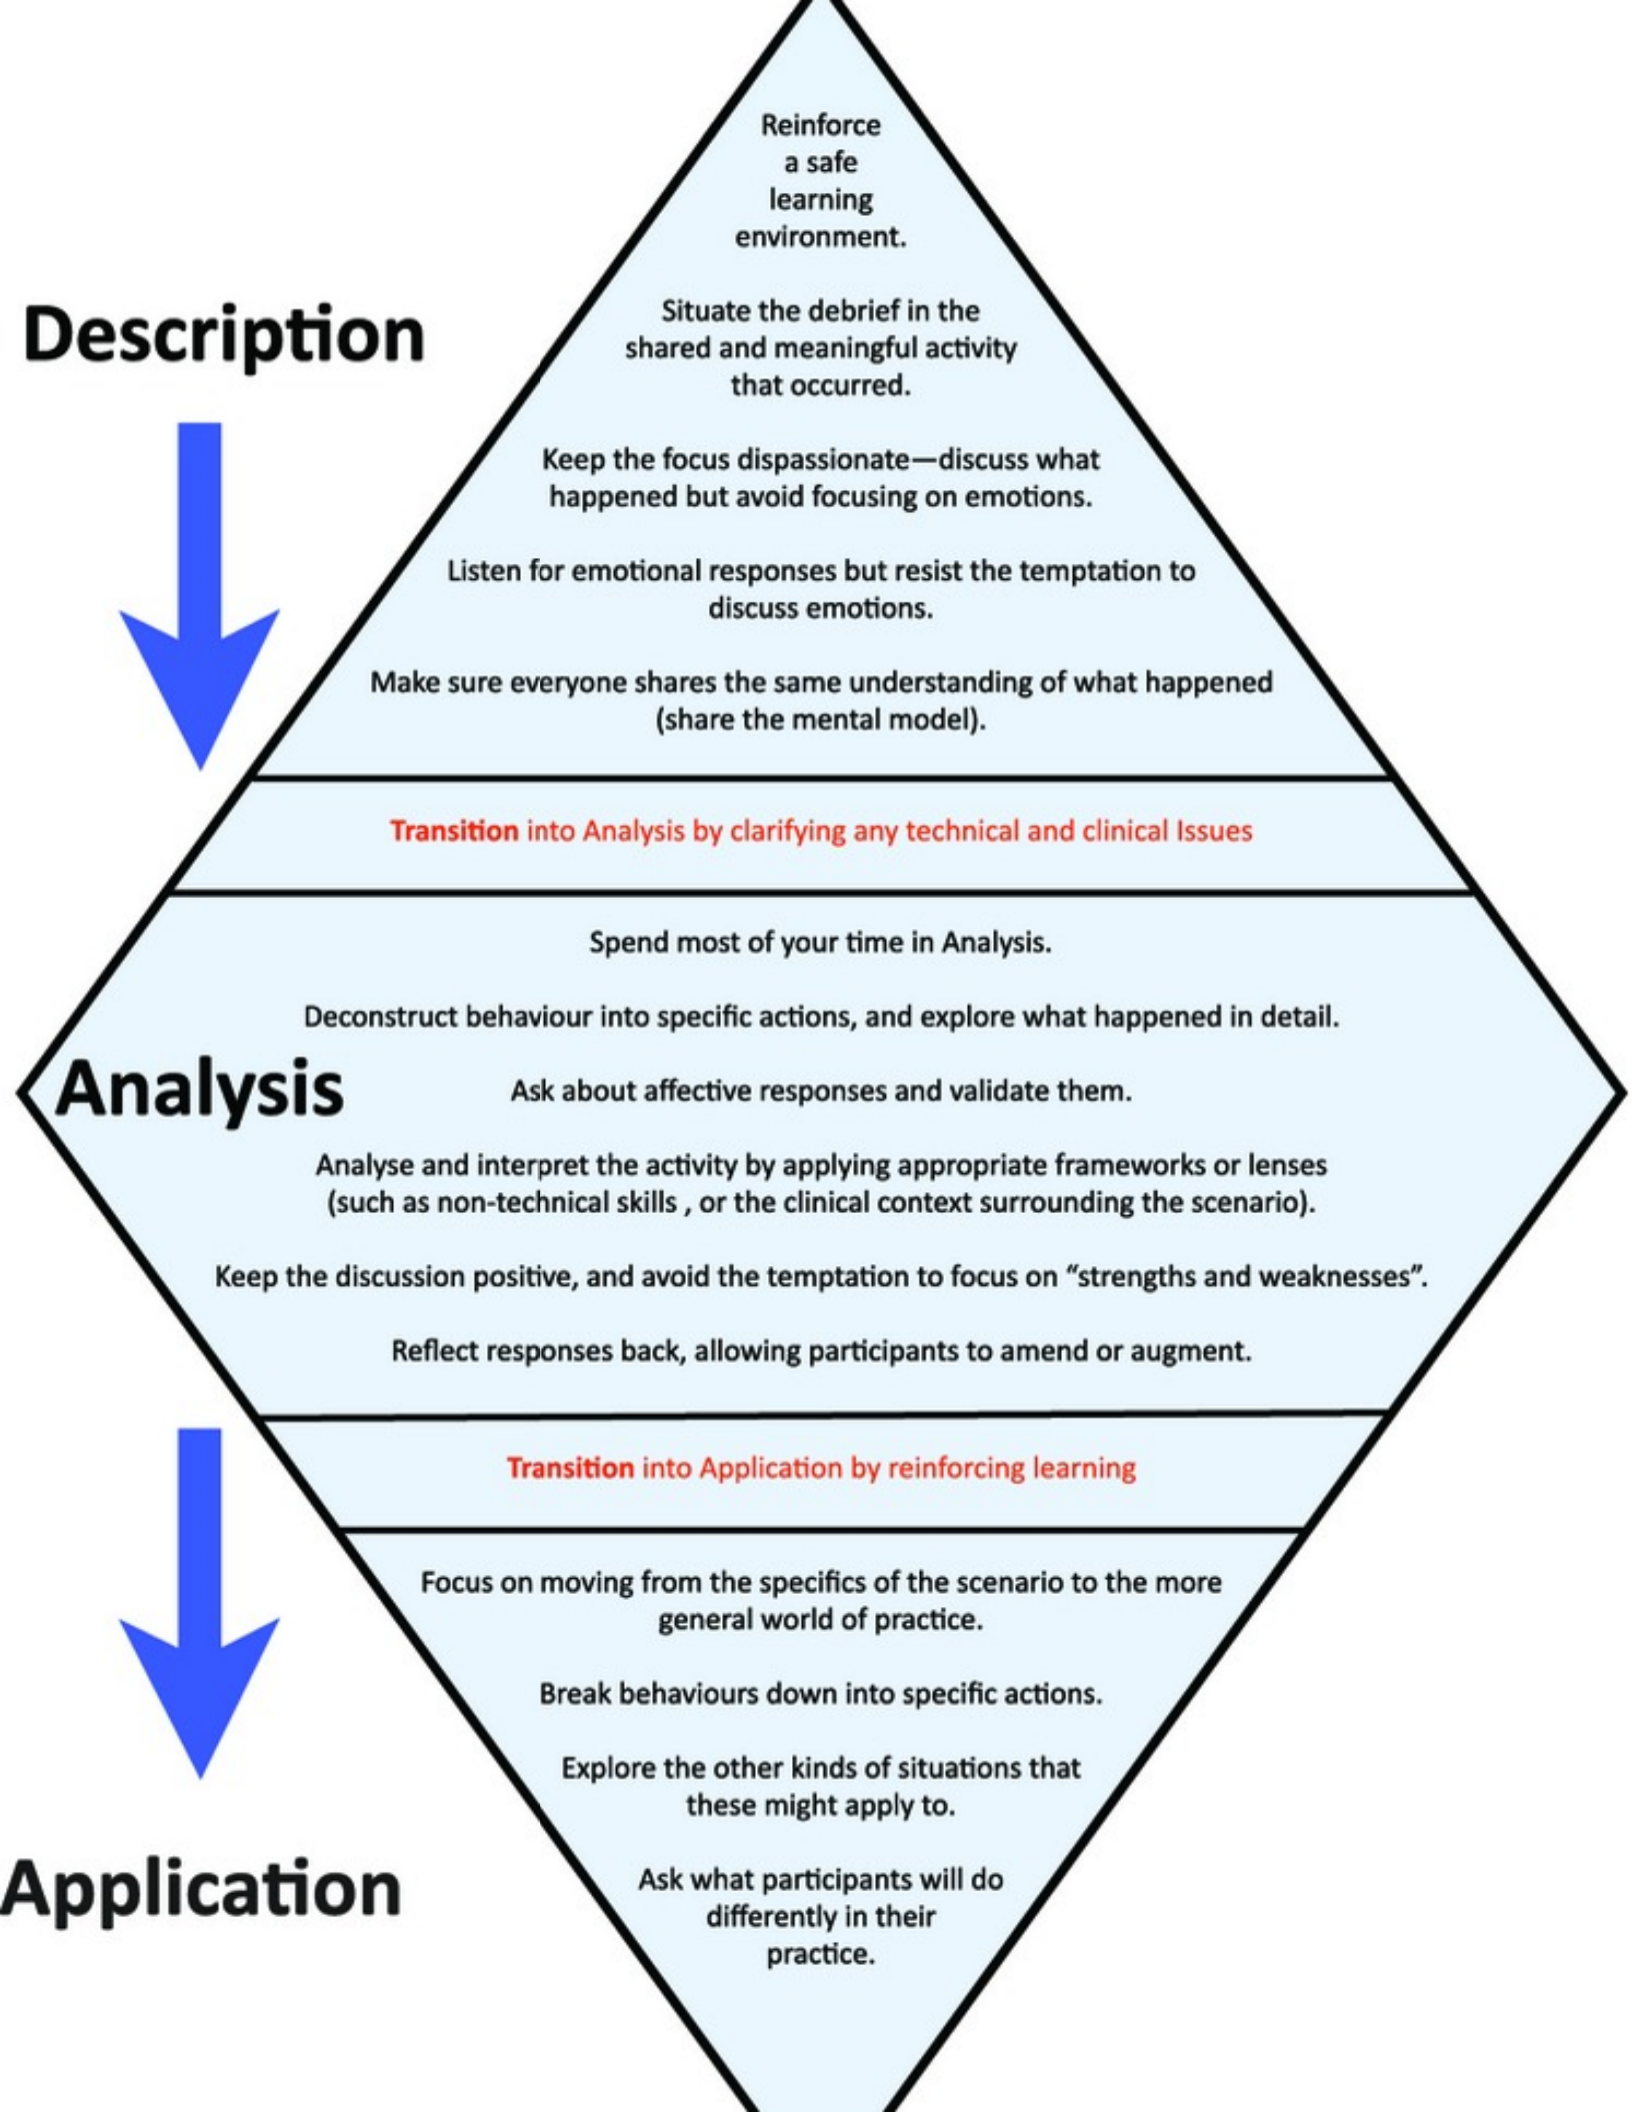 Reinforce
a safe
learning
environment.
Description
Situate the debrief in the
shared and meaningful activity
that occurred.
Keep the focus dispassionate—discuss what
happened but avoid focusing on emotions.
Listen for emotional responses but resist the temptation to
discuss emotions.
Make sure everyone shares the same understanding of what happened
(share the mental model).
Transition into Analysis by clarifying any technical and clinical Issues
Spend most of your time in Analysis.
Deconstruct behaviour into specific actions, and explore what happened in detail.
Analysis
Ask about affective responses and validate them.
Analyse and interpret the activity by applying appropriate frameworks or lenses
(such as non-technical skills , or the clinical context surrounding the scenario).
Keep the discussion positive, and avoid the temptation to focus on “strengths and weaknesses”.
Reflect responses back, allowing participants to amend or augment.
Transition into Application by reinforcing learning
Focus on moving from the specifics of the scenario to the more
general world of practice.
Break behaviours down into specific actions.
Explore the other kinds of situations that
these might apply to.
Application
Ask what participants will do
differently in their
practice.